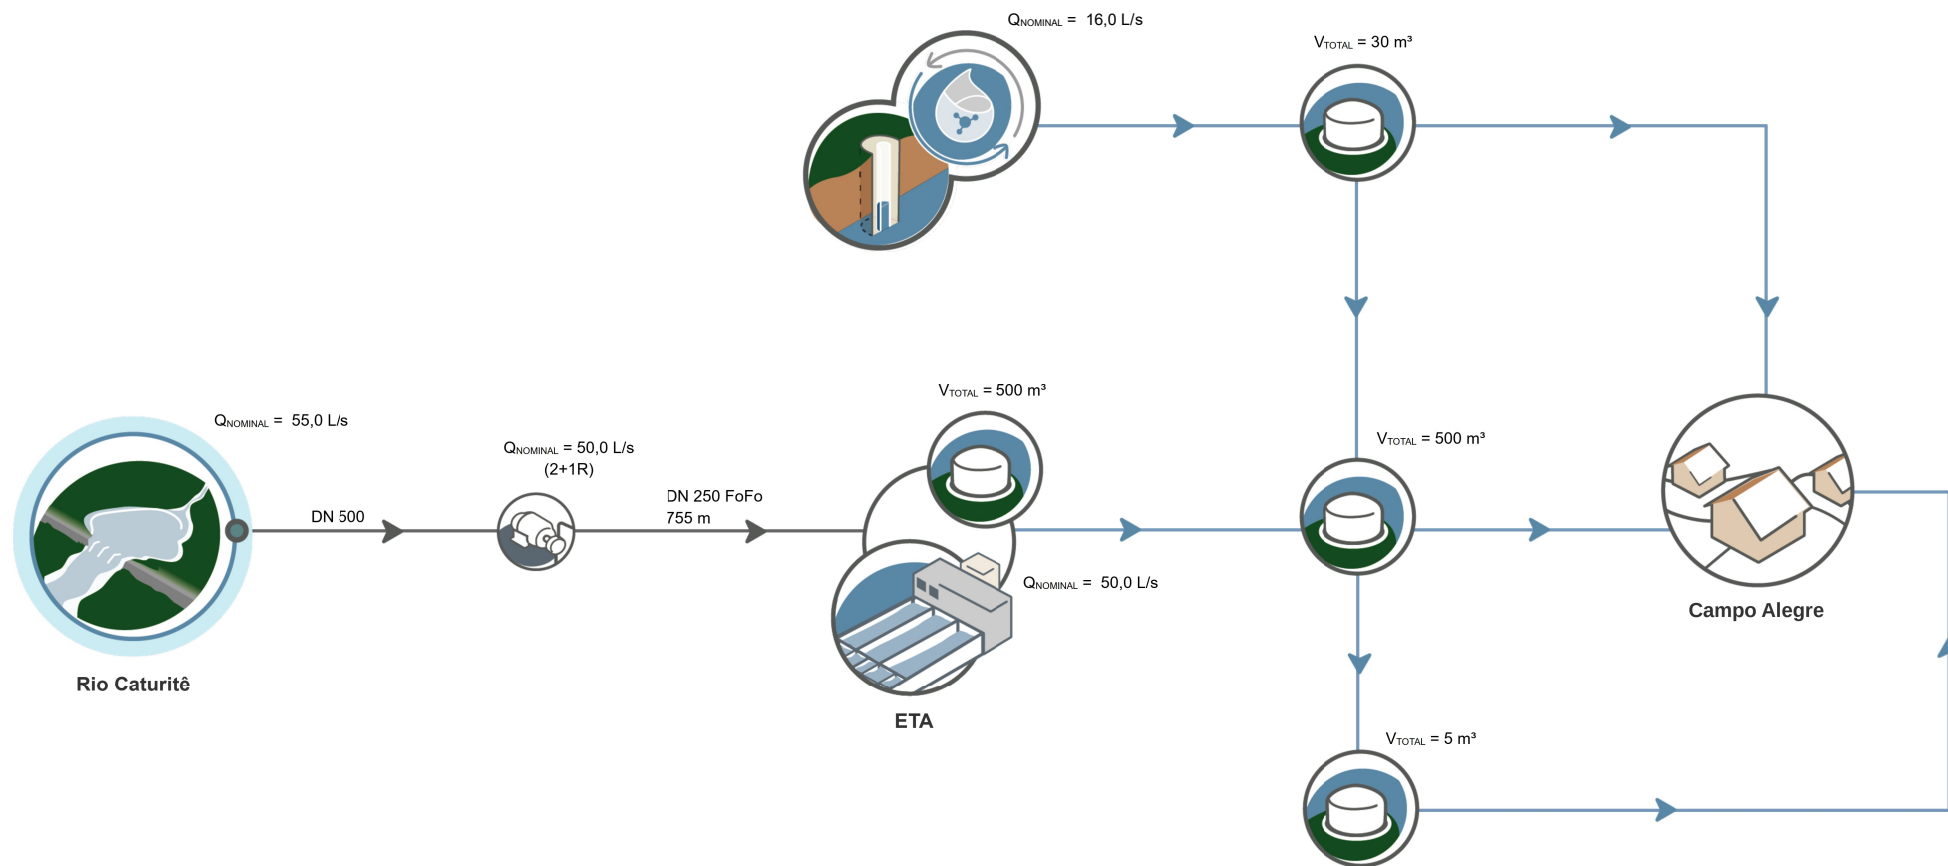 QNOMINAL = 16,0 L/s
VTOTAL = 30 m³
VTOTAL = 500 m³
QNOMINAL = 55,0 L/s
QNOMINAL = 50,0 L/s
(2+1R)
VTOTAL = 500 m³
DN 250 FoFo
755 m
DN 500
QNOMINAL = 50,0 L/s
Campo Alegre
Rio Caturitê
ETA
VTOTAL = 5 m³